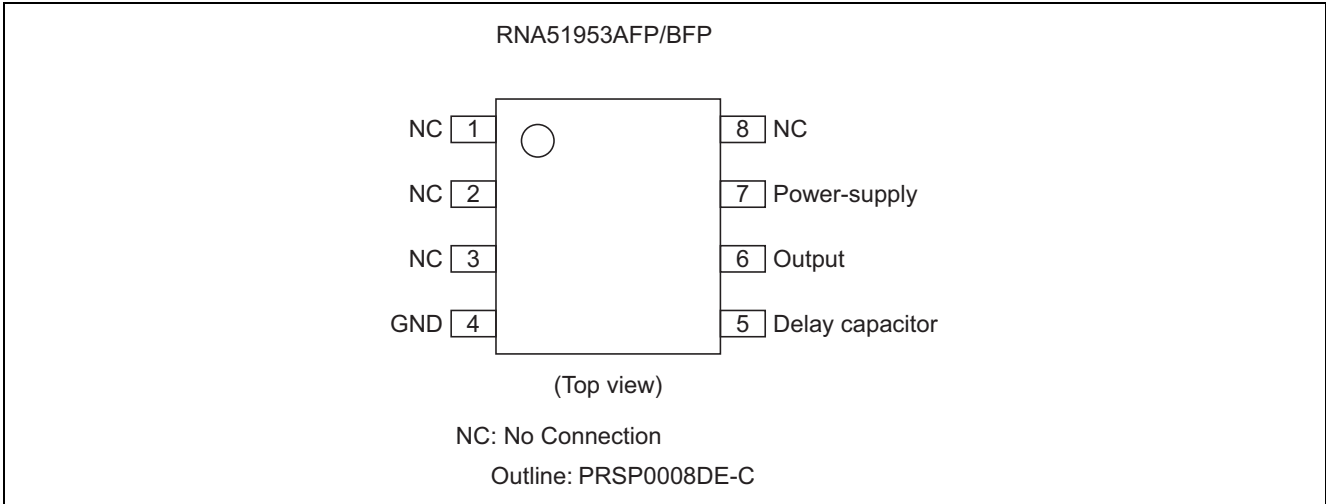 RNA51953AFP/BFP
NC 1
8 NC
NC 2
7 Power-supply
NC 3
6 Output
GND 4
5 Delay capacitor
(Top view)
NC: No Connection
Outline: PRSP0008DE-C